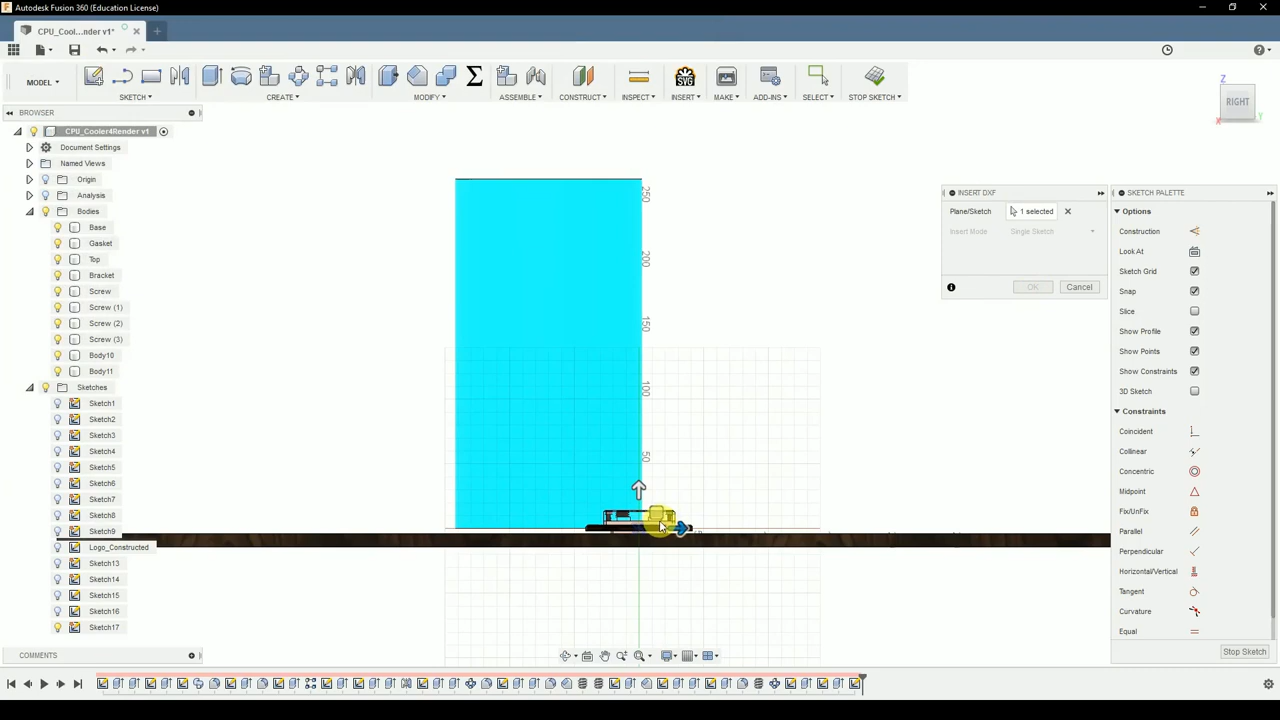 Autodesk Fusion 360 (Education License)
CPU_Cool...nder v1*
MODEL
SKETCH
CREATE
MODIFY
ASSEMBLE
CONSTRUCT
INSPECT
SVG
INSERT
MAKE
ADD-INS
SELECT
STOP SKETCH
BROWSER
CPU_Cooler4Render v1
Document Settings
Named Views
Origin
Analysis
Bodies
Base
Gasket
Top
Bracket
Screw
Screw (1)
Screw (2)
Screw (3)
Body10
Body11
Sketches
Sketch1
Sketch2
Sketch3
Sketch4
Sketch5
Sketch6
Sketch7
Sketch8
Sketch9
Logo_Constructed
Sketch13
Sketch14
Sketch15
Sketch16
Sketch17
COMMENTS
250
200
150
100
50
Z
RIGHT
X
Y
INSERT DXF
Plane/Sketch
1 selected
Insert Mode
Single Sketch
OK
Cancel
SKETCH PALETTE
Options
Construction
Look At
Sketch Grid
Snap
Slice
Show Profile
Show Points
Show Constraints
3D Sketch
Constraints
Coincident
Collinear
Concentric
Midpoint
Fix/UnFix
Parallel
Perpendicular
Horizontal/Vertical
Tangent
Curvature
Equal
Stop Sketch